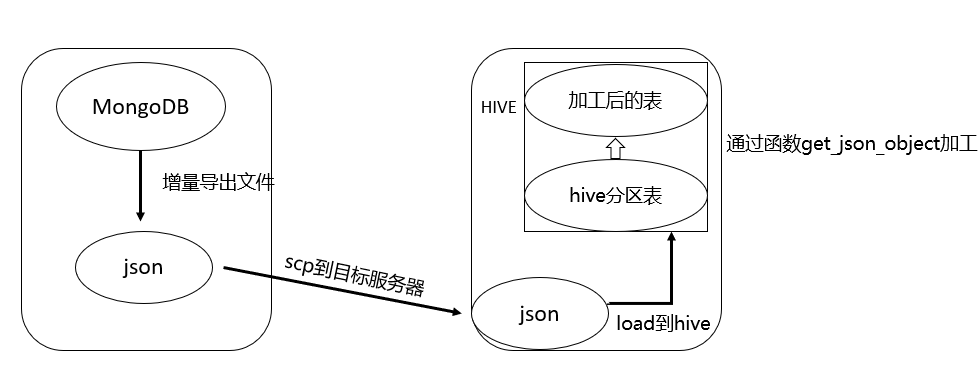 MongoDB
增量导出文件
json
scp到目标服务器
HIVE
加工后的表
通过函数get_json_object加工
hive分区表
json
load到hive